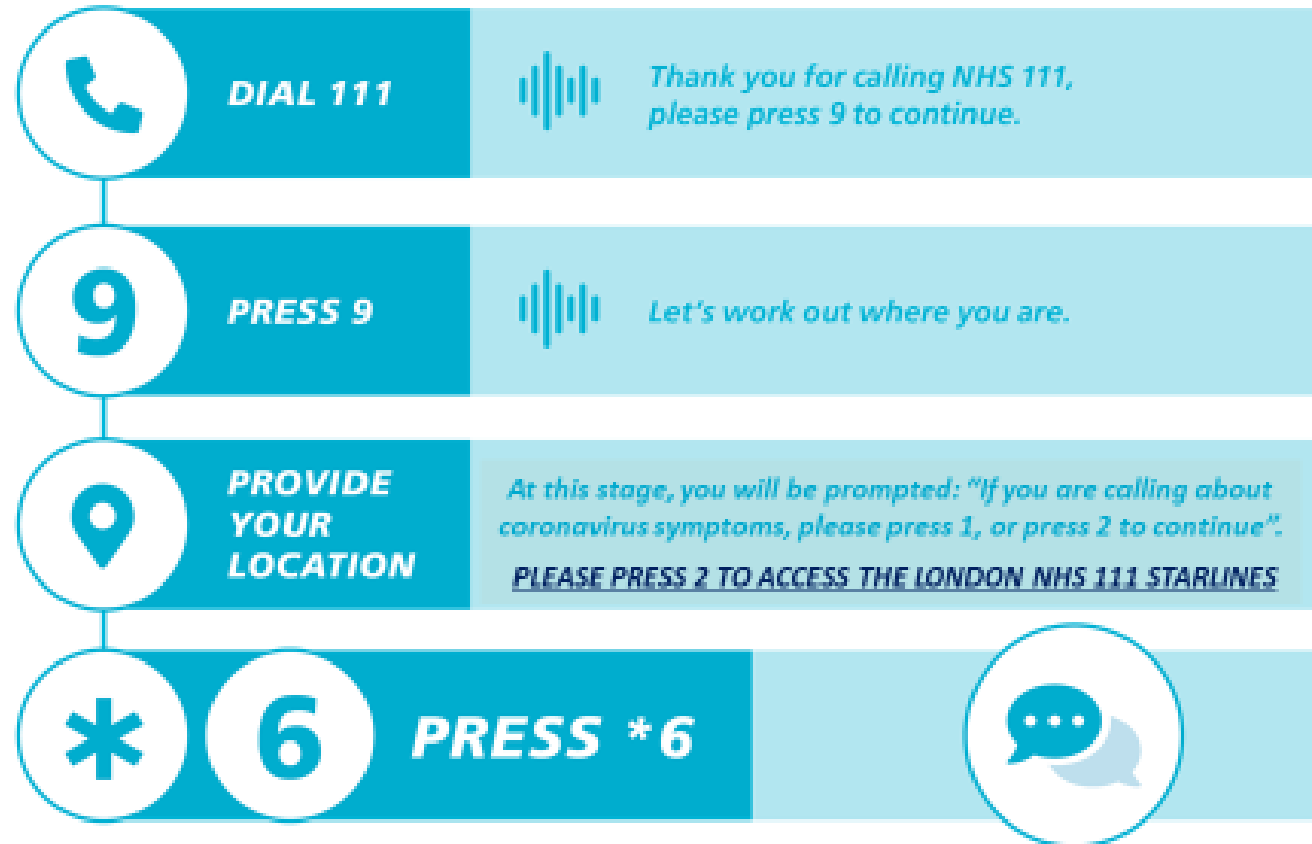 DIAL 111
Thank you for calling NHS 111,
please press 9 to continue.
9
PRESS 9
Let's work out where you are.
PROVIDE
YOUR
LOCATION
At this stage, you will be prompted: “If you are calling about
coronavirus symptoms, please press 1, or press 2 to continue”.
PLEASE PRESS 2 TO ACCESS THE LONDON NHS 111 STARLINES
* 6
PRESS *6